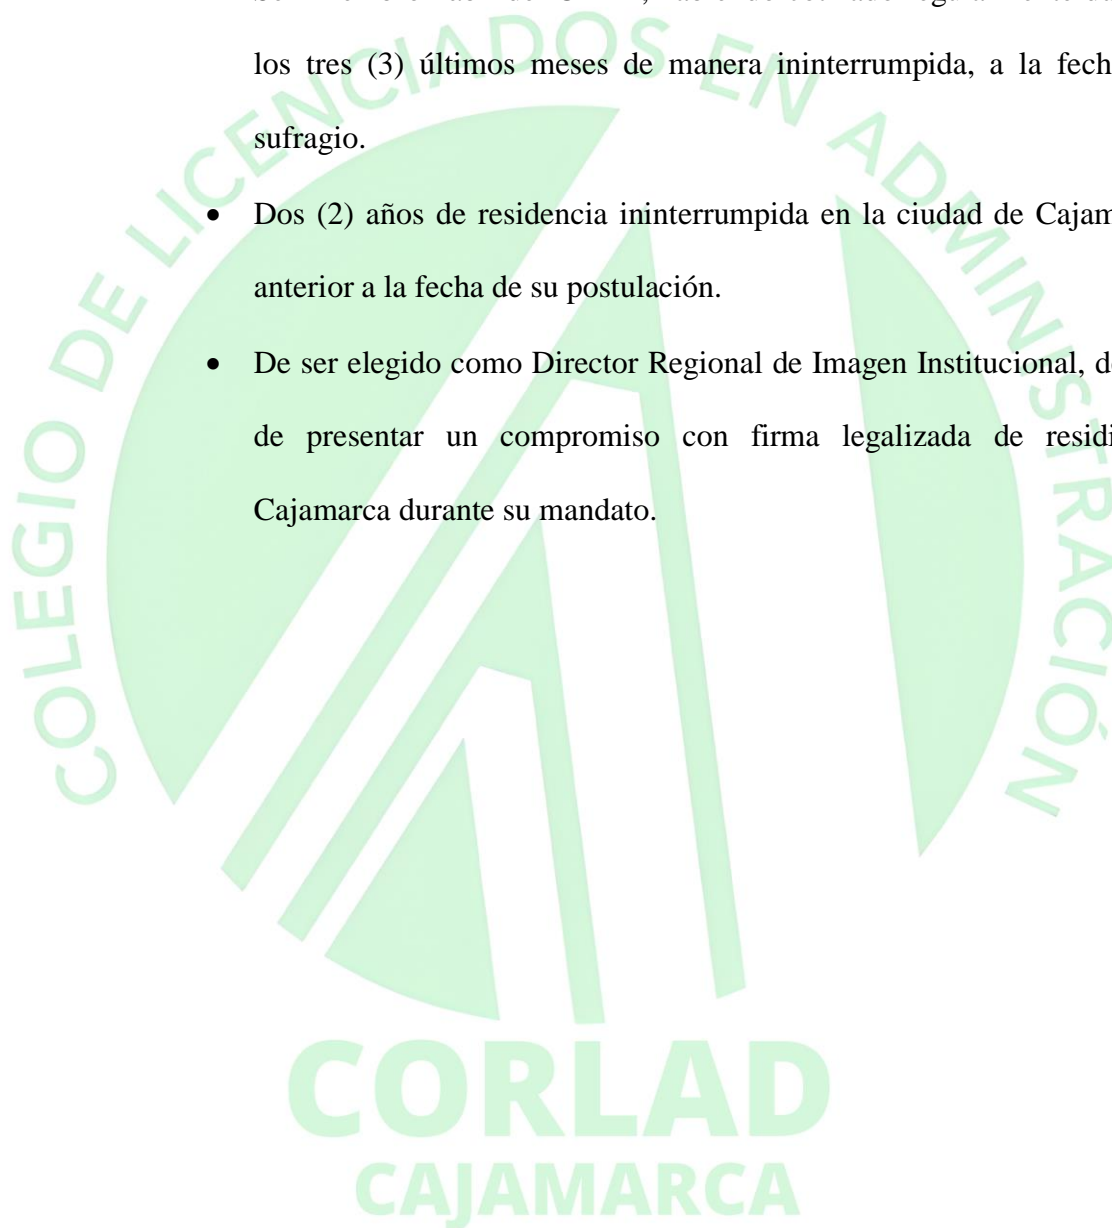 los tres (3) últimos meses de manera ininterrumpida, a la fech
sufragio.
• Dos (2) años de residencia ininterrumpida en la ciudad de Cajam
anterior a la fecha de su postulación.
• De ser elegido como Director Regional de Imagen Institucional, d
de presentar un compromiso con firma legalizada de resid
Cajamarca durante su mandato.
COLEGIO DE LICENCIADOS EN ADMINISTRACIÓN
CORLAD
CAJAMARCA